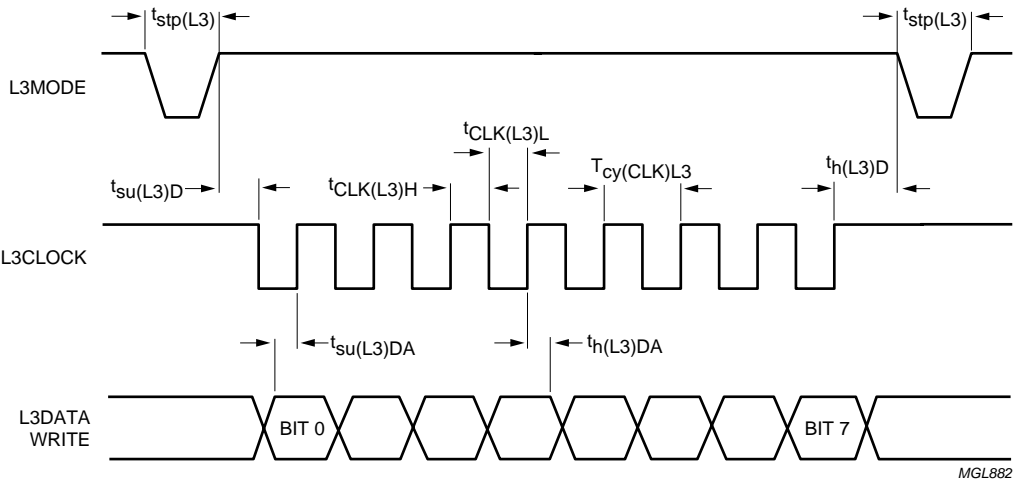 tstp(L3) tstp(L3)
L3MODE
tCLK(L3)L
tsu(L3)D tCLK(L3)H Tcy(CLK)L3 th(L3)D
L3CLOCK
tsu(L3)DA th(L3)DA
L3DATA
WRITE
BIT 0 BIT 7
MGL882